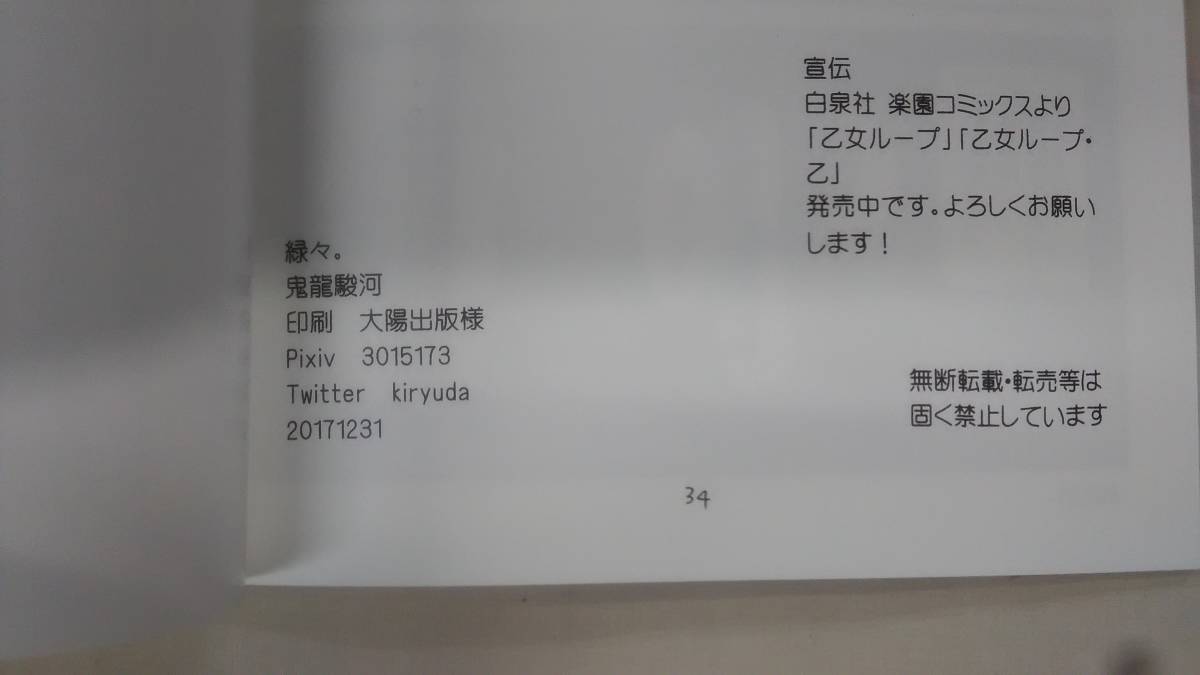 宣伝
白泉社 楽園コミックスより
「乙女ループ」「乙女ループ・
乙」
発売中です。よろしくお願い
します！
緑々。
鬼龍駿河
印刷　大陽出版様
Pixiv　3015173
Twitter　kiryuda
20171231
無断転載・転売等は
固く禁止しています
34